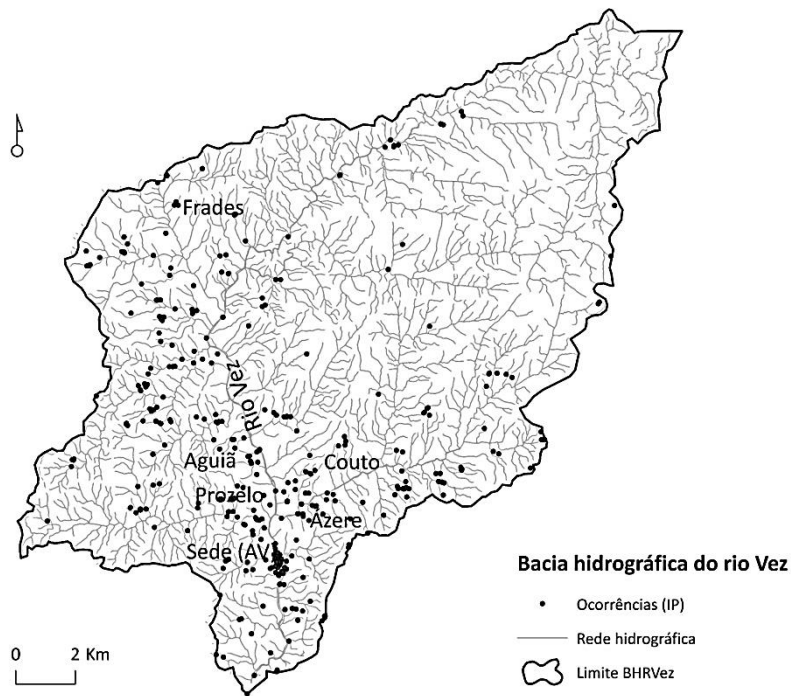 Frades
Rio Vez
Aguiã
Couto
Prozelo
Azere
Sede (AV)
Bacia hidrográfica do rio Vez
Ocorrências (IP)
Rede hidrográfica
Limite BHRVez
0 2 Km